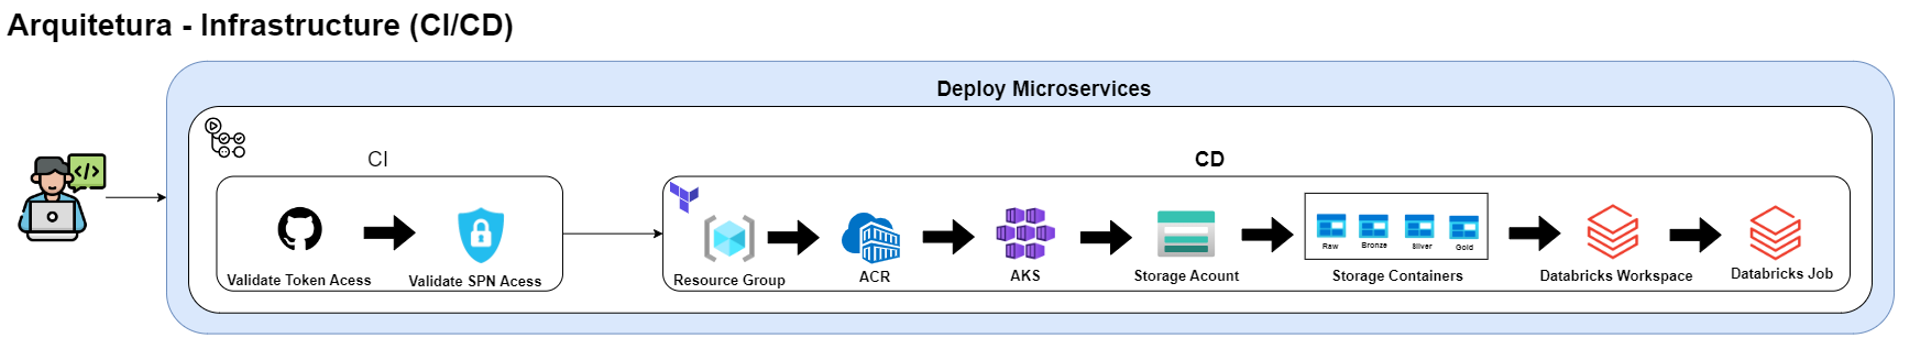 Arquitetura - Infrastructure (CI/CD)
Deploy Microservices
CI
CD
Validate Token Acess
Validate SPN Acess
Resource Group
ACR
AKS
Storage Acount
Raw
Bronze
Silver
Gold
Storage Containers
Databricks Workspace
Databricks Job